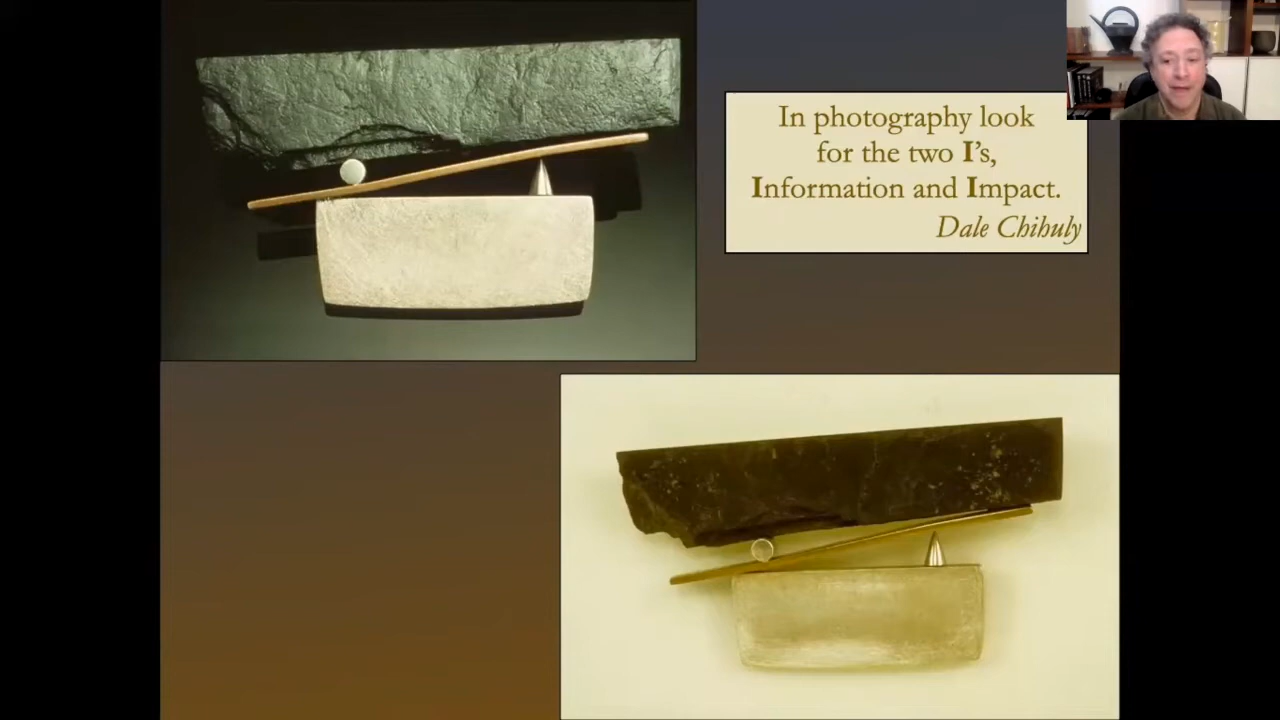 In photography look
for the two I's,
Information and Impact.
Dale Chihuly